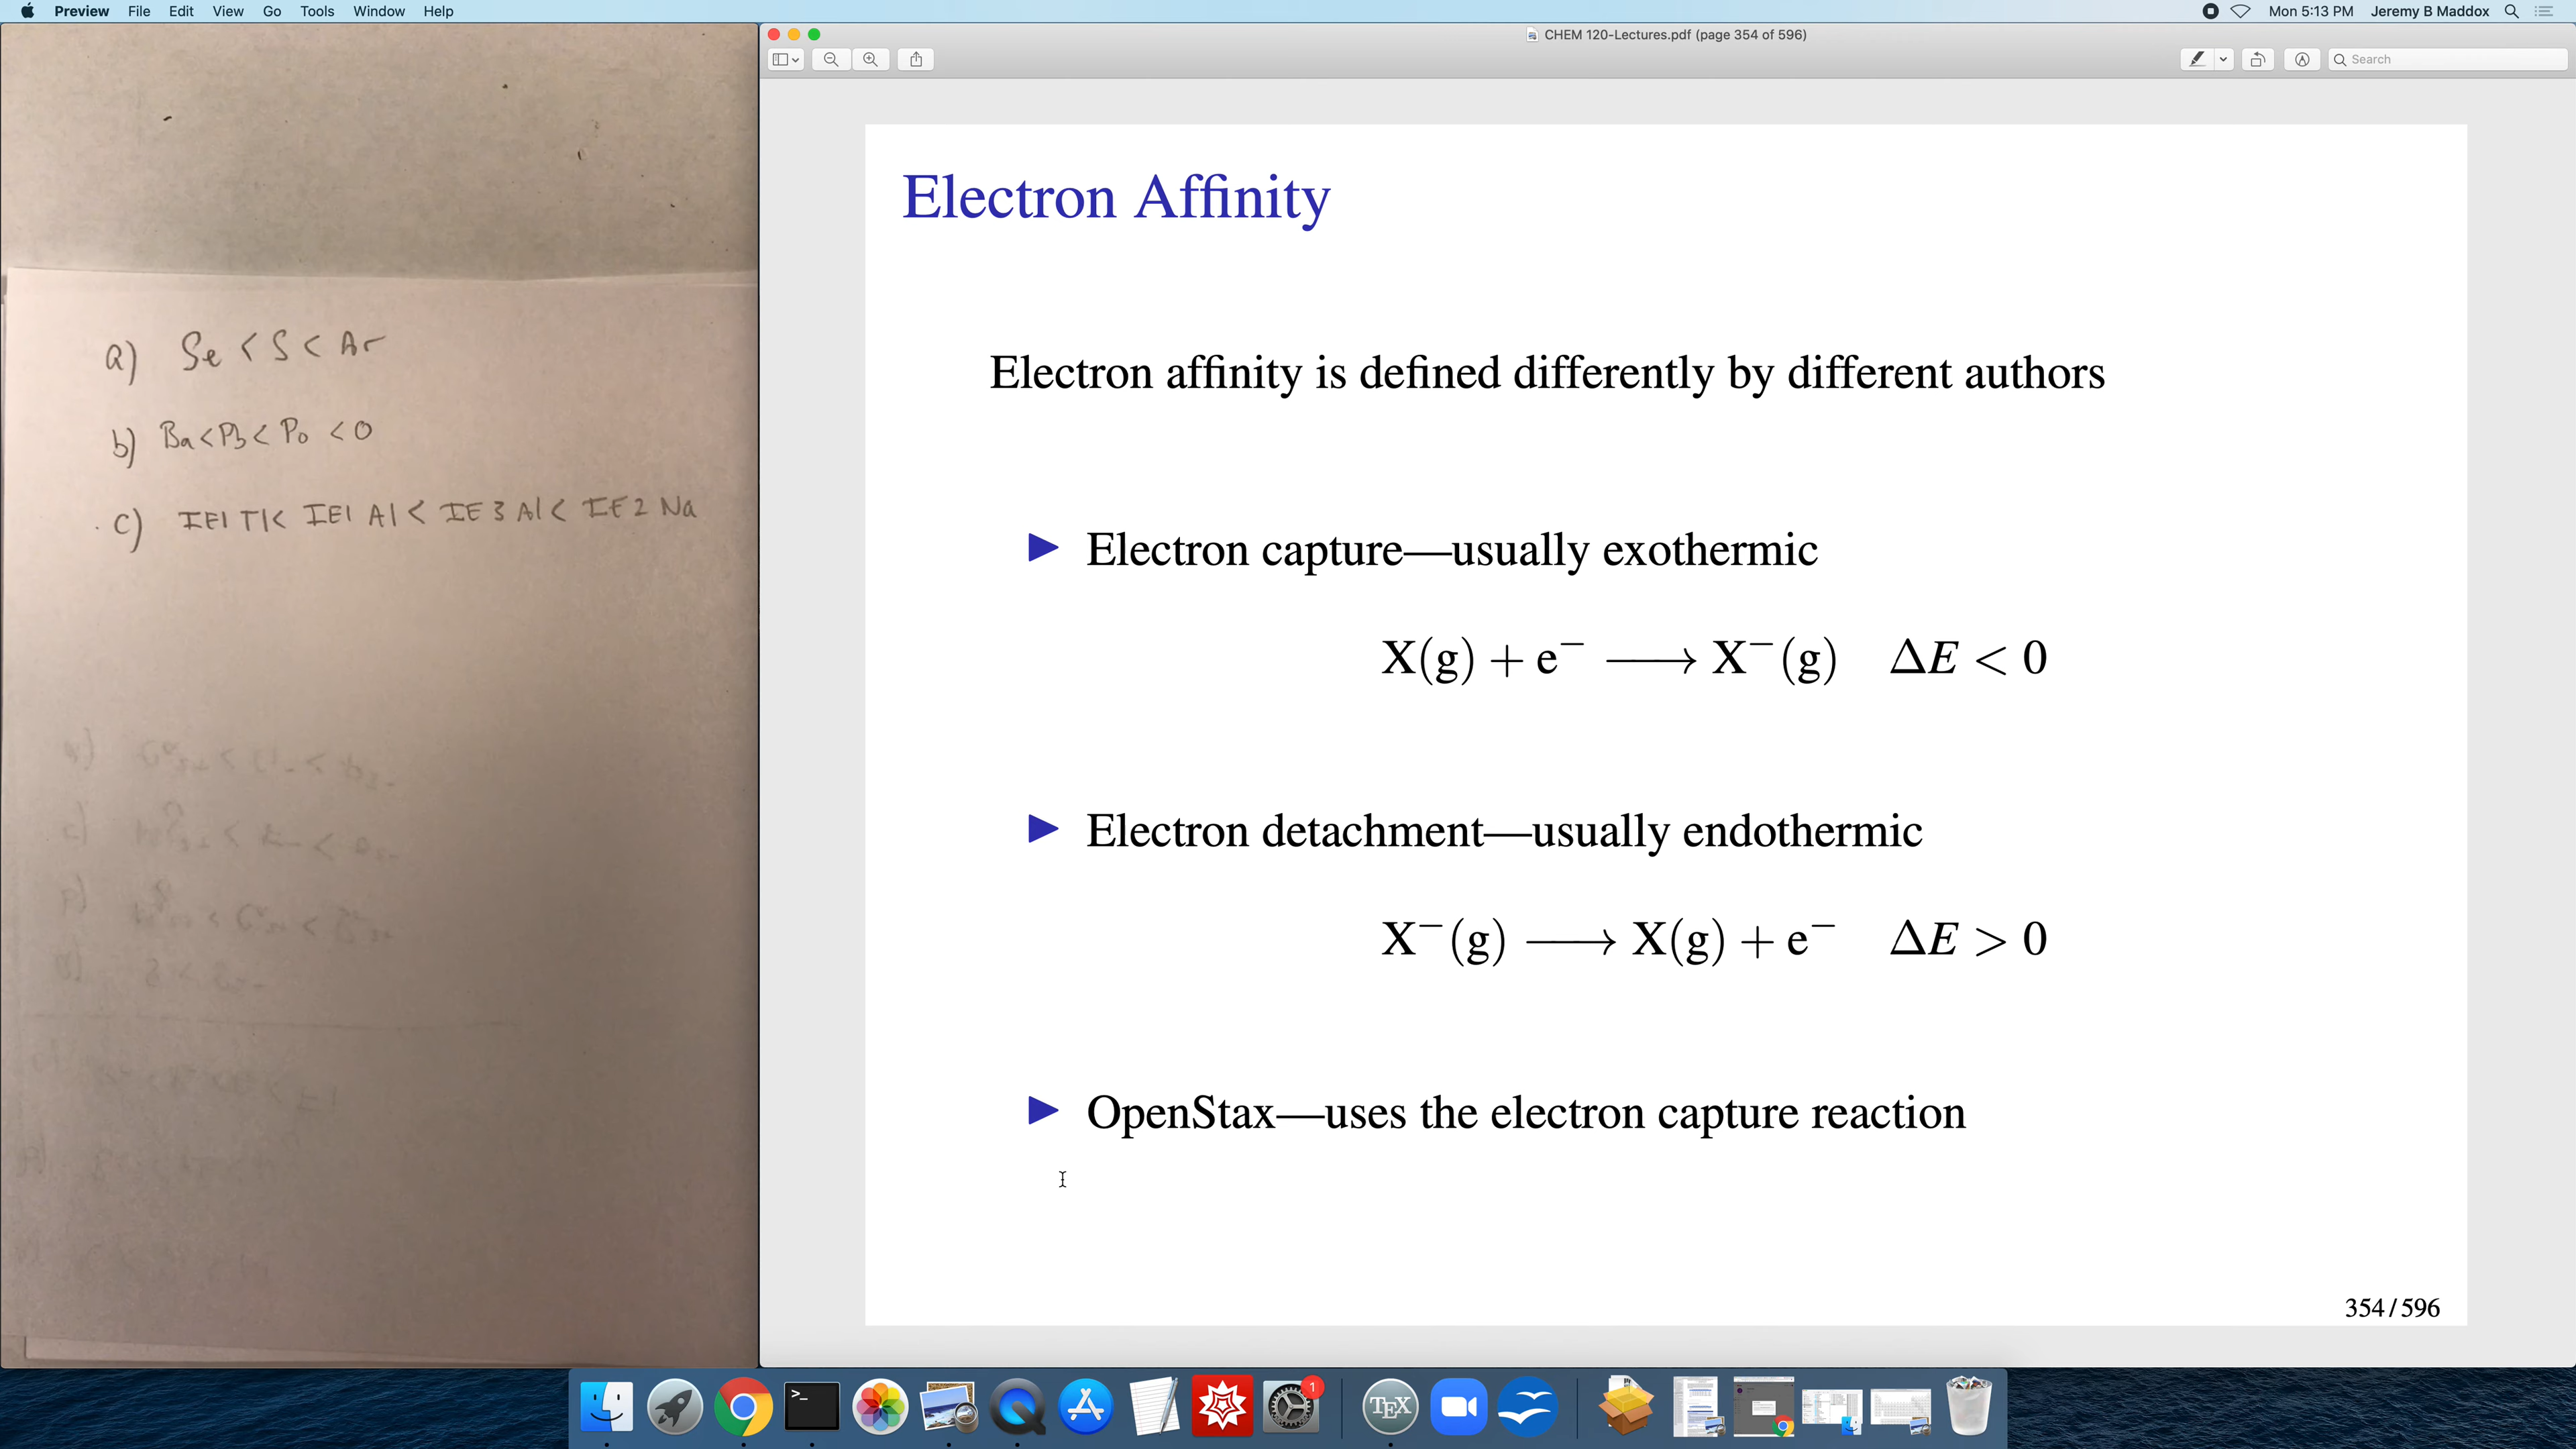 Preview File Edit View Go Tools Window Help
Mon 5:13 PM Jeremy B Maddox
CHEM 120-Lectures.pdf (page 354 of 596)
Search
a) Se < S < Ar
b) Ba < Pb < Po < O
c) IE1 Tl < IE1 Al < IE3 Al < IE2 Na
Electron Affinity
Electron affinity is defined differently by different authors
▶ Electron capture—usually exothermic
X(g) + e⁻ ⟶ X⁻(g) ΔE < 0
▶ Electron detachment—usually endothermic
X⁻(g) ⟶ X(g) + e⁻ ΔE > 0
▶ OpenStax—uses the electron capture reaction
354 / 596
>_
1
TEX